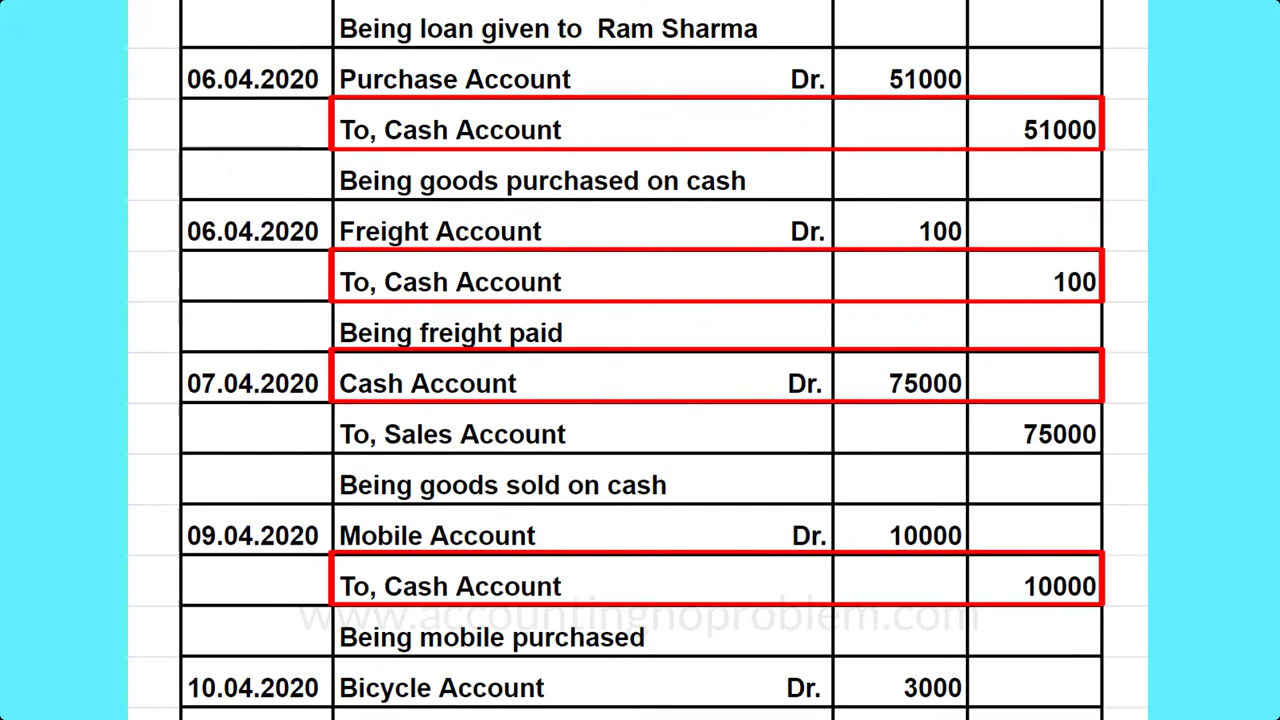 Being loan given to Ram Sharma
06.04.2020 Purchase Account Dr. 51000
To, Cash Account 51000
Being goods purchased on cash
06.04.2020 Freight Account Dr. 100
To, Cash Account 100
Being freight paid
07.04.2020 Cash Account Dr. 75000
To, Sales Account 75000
Being goods sold on cash
09.04.2020 Mobile Account Dr. 10000
To, Cash Account 10000
www.accountingnoproblem.com
Being mobile purchased
10.04.2020 Bicycle Account Dr. 3000